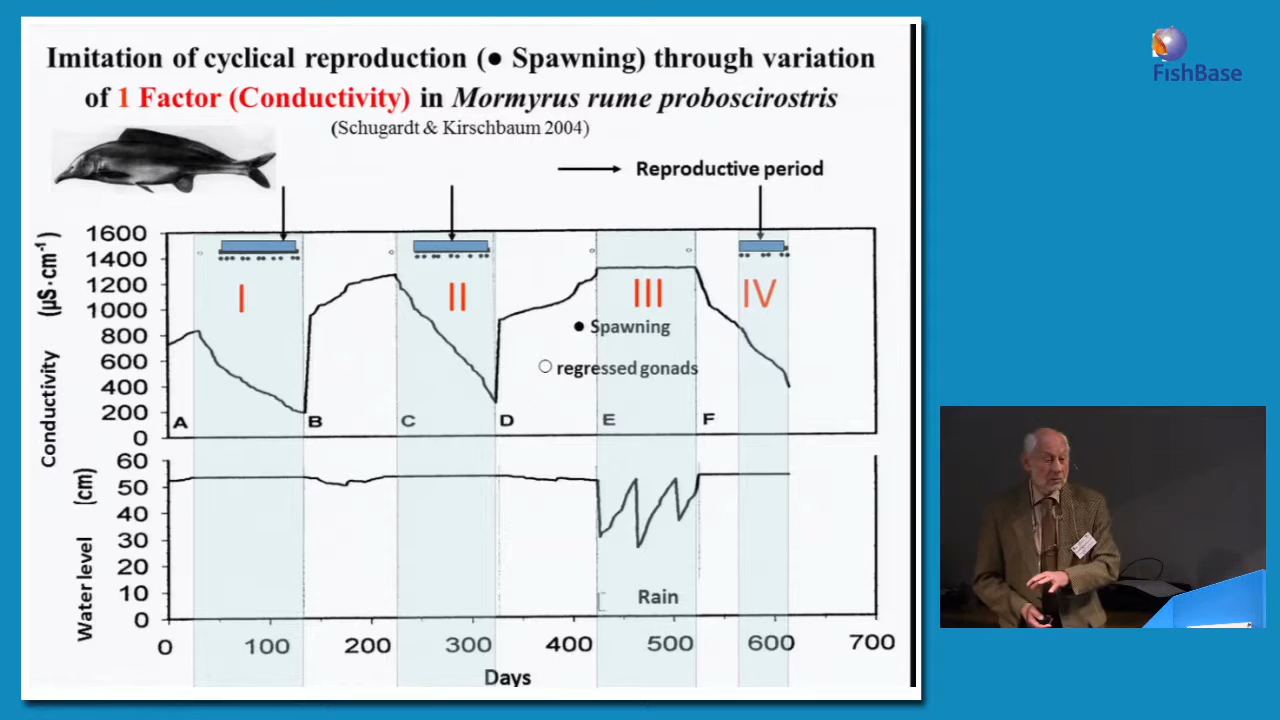 Imitation of cyclical reproduction (● Spawning) through variation
of 1 Factor (Conductivity) in Mormyrus rume proboscirostris
(Schugardt & Kirschbaum 2004)
FishBase
Reproductive period
Conductivity (µS·cm⁻¹)
1600
1400
1200
1000
800
600
400
200
0
I
II
III
IV
● Spawning
○ regressed gonads
A
B
C
D
E
F
Water level (cm)
60
50
40
30
20
10
0
Rain
0 100 200 300 400 500 600 700
Days